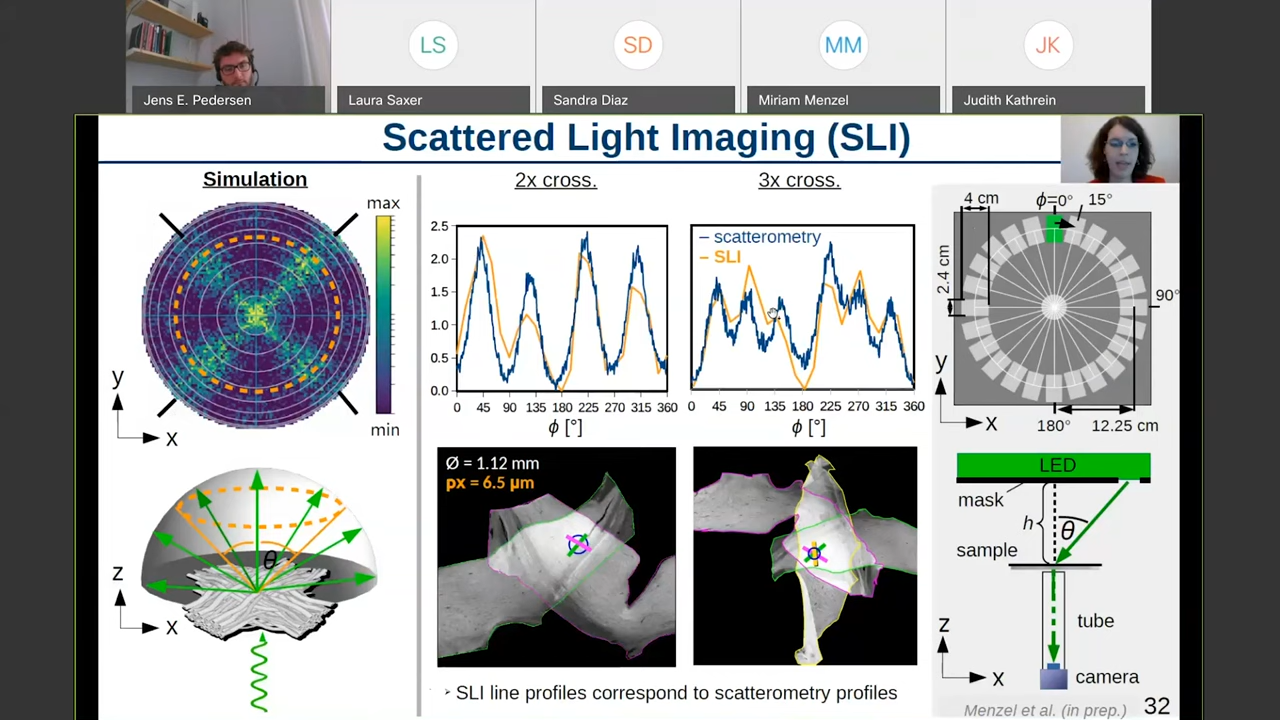 LS
SD
MM
JK
Jens E. Pedersen
Laura Saxer
Sandra Diaz
Miriam Menzel
Judith Kathrein
Scattered Light Imaging (SLI)
Simulation
max
min
y
x
θ
z
x
2x cross.
3x cross.
2.5
2.0
1.5
1.0
0.5
0.0
0 45 90 135 180 225 270 315 360
ϕ [°]
– scatterometry
– SLI
0 45 90 135 180 225 270 315 360
ϕ [°]
Ø = 1.12 mm
px = 6.5 µm
➢ SLI line profiles correspond to scatterometry profiles
4 cm
ϕ=0°
15°
2.4 cm
90°
y
x
180°
12.25 cm
LED
mask
h
θ
sample
tube
z
x
camera
Menzel et al. (in prep.)
32